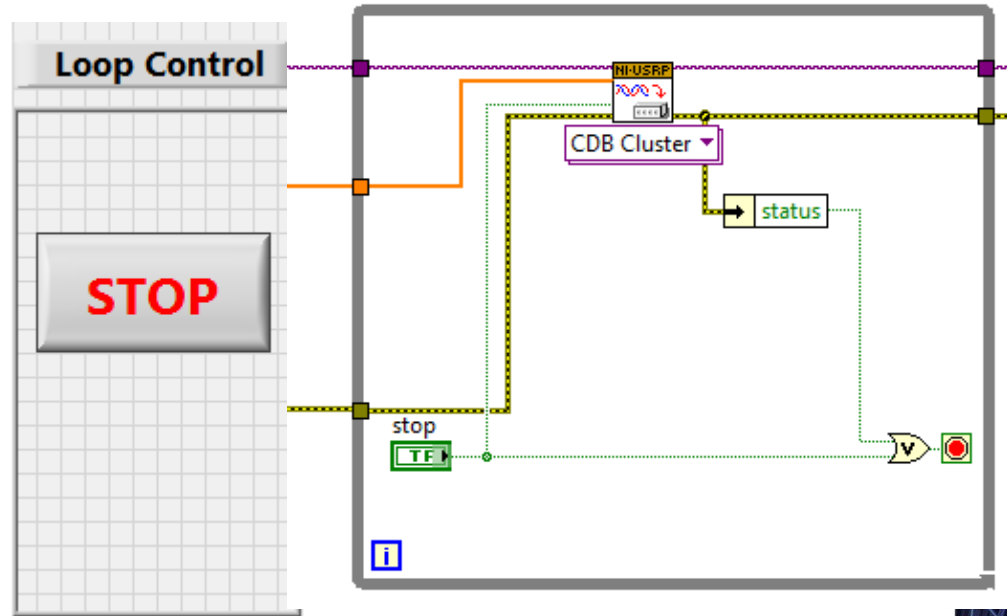 Loop Control
STOP
NI-USRP
CDB Cluster
status
stop
TF
V
i